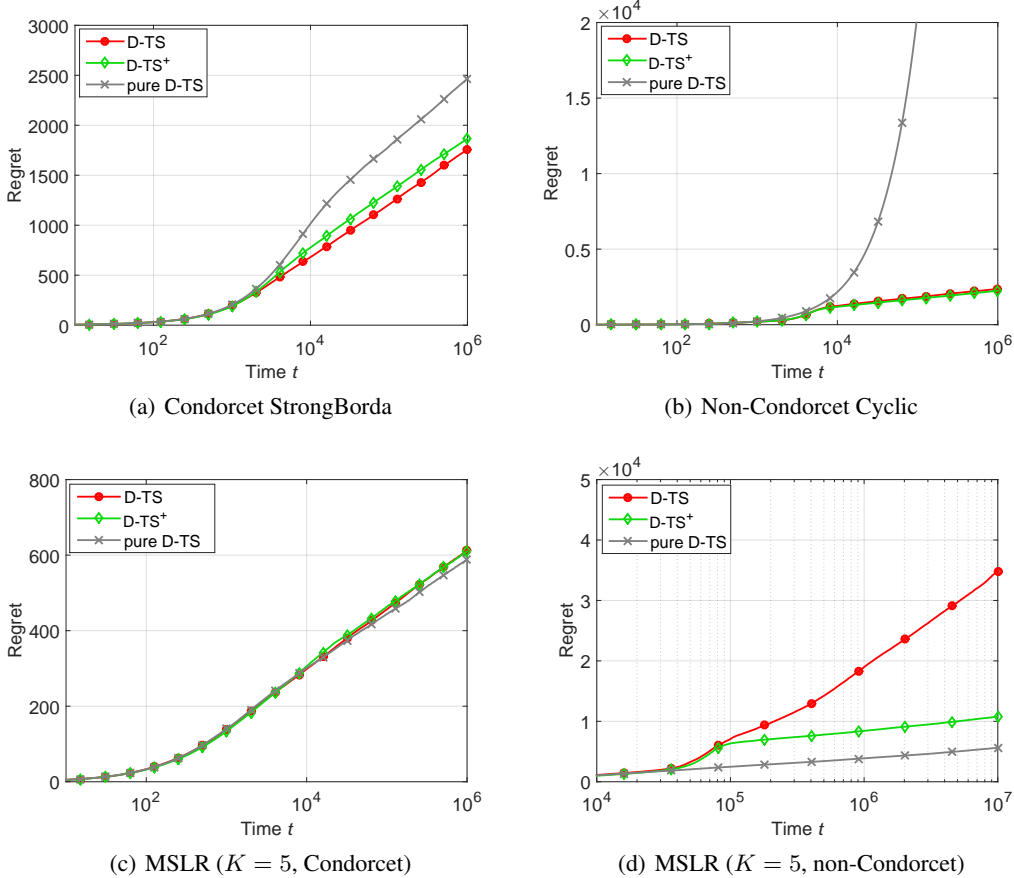 3000
2500
2000
1500
1000
500
0
Regret
D-TS
D-TS⁺
pure D-TS
10² 10⁴ 10⁶
Time t
(a) Condorcet StrongBorda
×10⁴
2
1.5
1
0.5
0
Regret
D-TS
D-TS⁺
pure D-TS
10² 10⁴ 10⁶
Time t
(b) Non-Condorcet Cyclic
800
600
400
200
0
Regret
D-TS
D-TS⁺
pure D-TS
10² 10⁴ 10⁶
Time t
(c) MSLR (K = 5, Condorcet)
×10⁴
5
4
3
2
1
0
Regret
D-TS
D-TS⁺
pure D-TS
10⁴ 10⁵ 10⁶ 10⁷
Time t
(d) MSLR (K = 5, non-Condorcet)